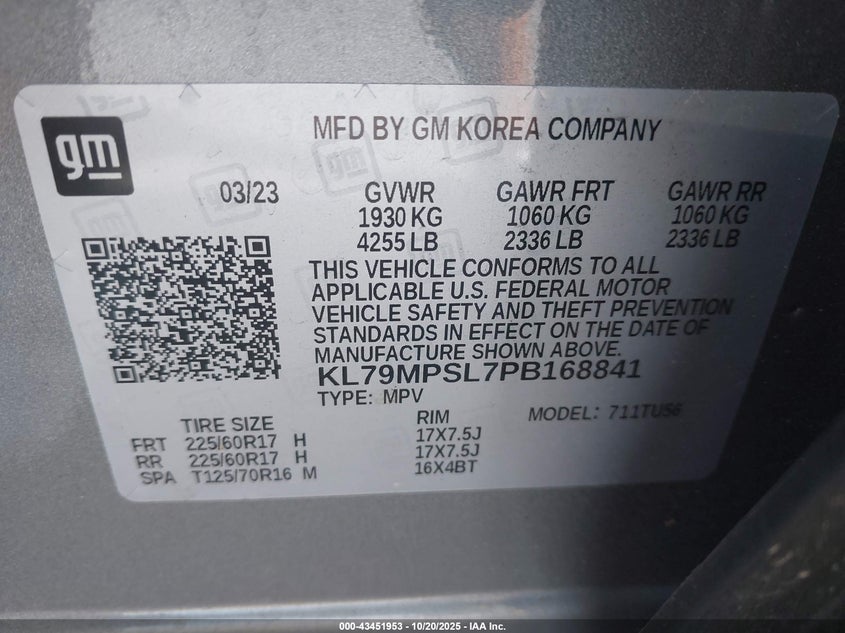 gm
MFD BY GM KOREA COMPANY
03/23 GVWR GAWR FRT GAWR RR
1930 KG 1060 KG 1060 KG
4255 LB 2336 LB 2336 LB
THIS VEHICLE CONFORMS TO ALL
APPLICABLE U.S. FEDERAL MOTOR
VEHICLE SAFETY AND THEFT PREVENTION
STANDARDS IN EFFECT ON THE DATE OF
MANUFACTURE SHOWN ABOVE.
KL79MPSL7PB168841
TYPE: MPV
TIRE SIZE RIM MODEL: 711TUS6
FRT 225/60R17 H 17X7.5J
RR 225/60R17 H 17X7.5J
SPA T125/70R16 M 16X4BT
000-43451953 - 10/20/2025 - IAA Inc.